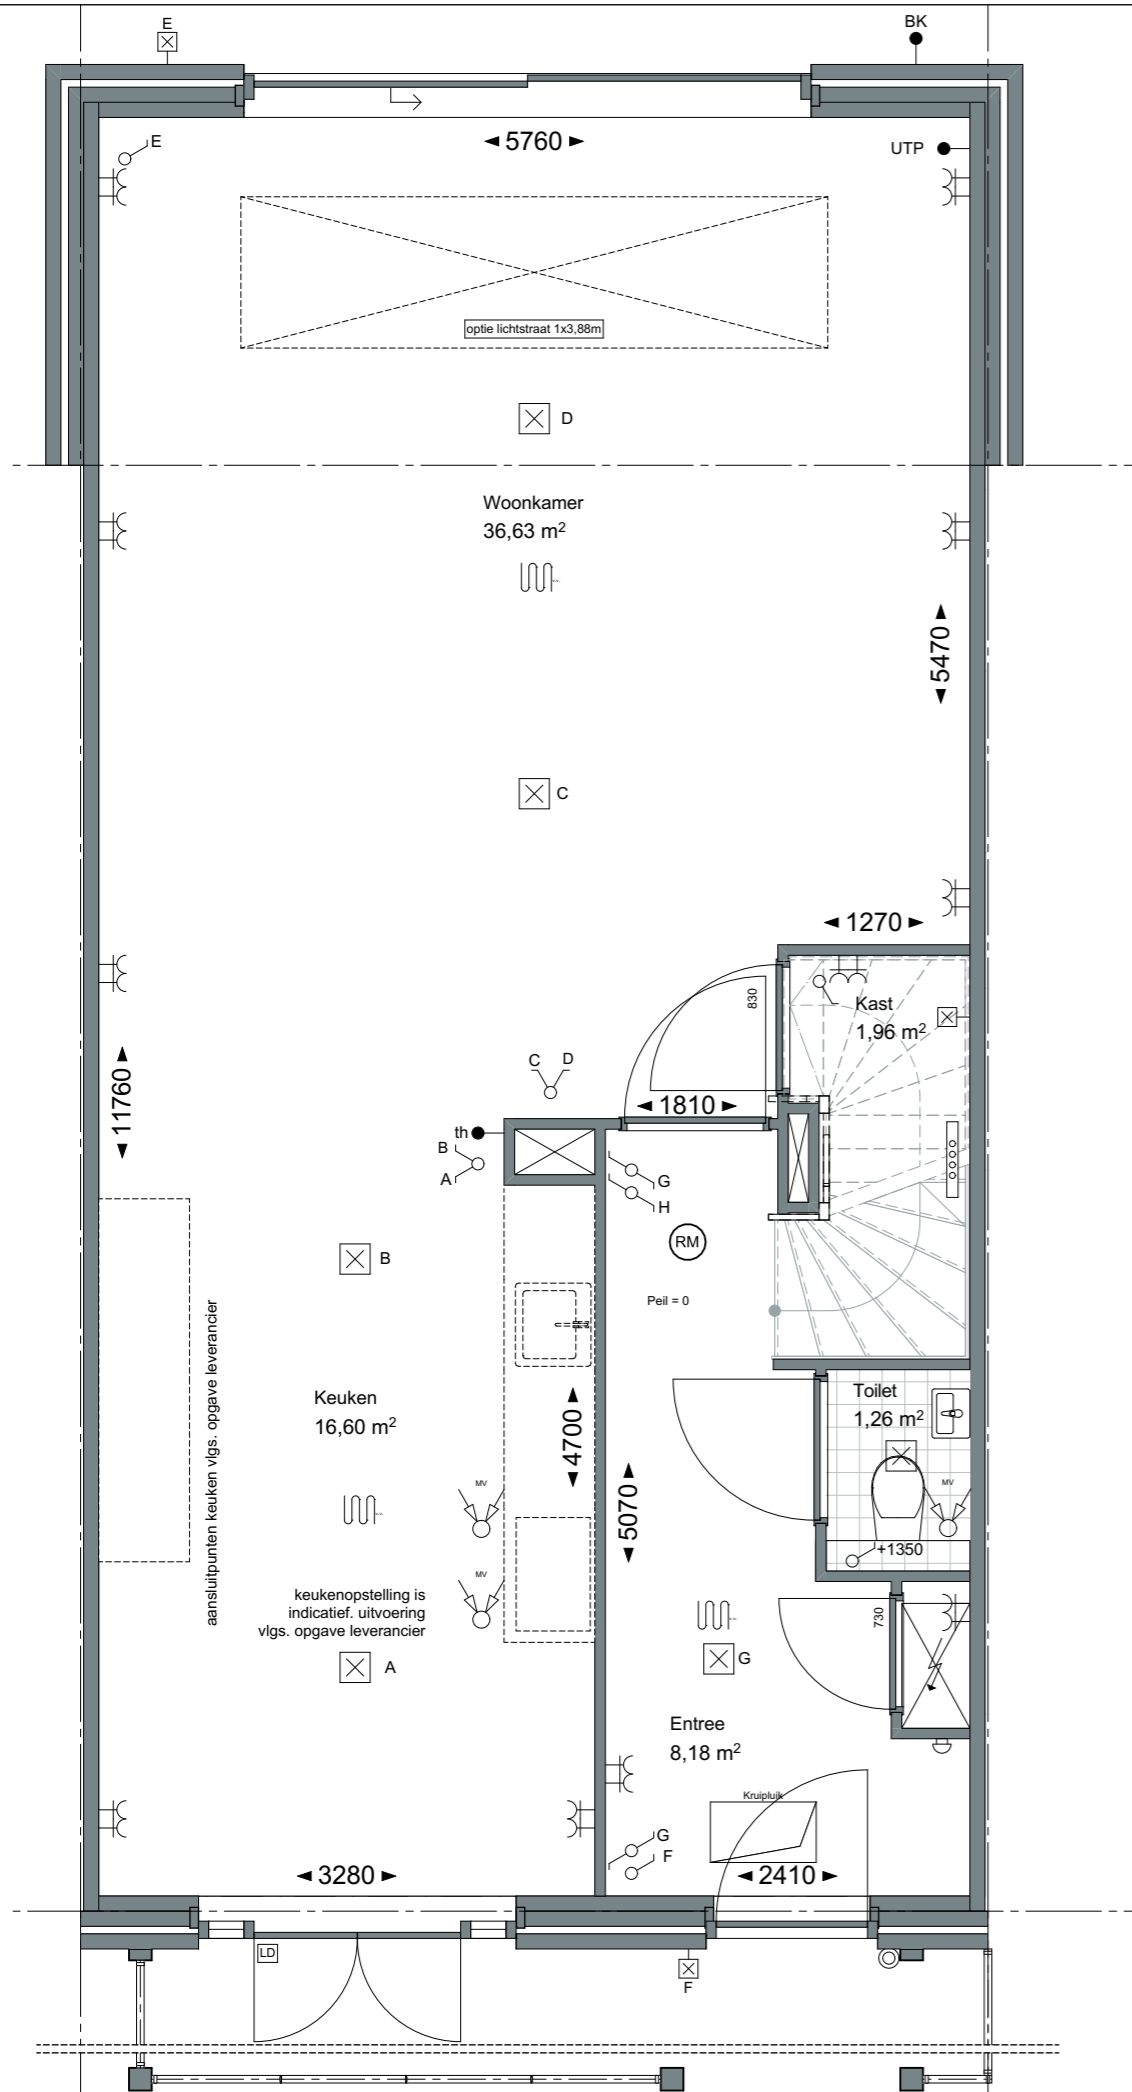 E
BK
◄ 5760 ►
E
UTP
optie lichtstraat 1x3,88m
D
Woonkamer
36,63 m²
◄ 5470 ►
C
◄ 1270 ►
830
Kast
1,96 m²
C D
◄ 11760 ►
◄ 1810 ►
th
B
A
G
H
RM
B
Peil = 0
aansluitpunten keuken vlgs. opgave leverancier
Keuken
16,60 m²
Toilet
1,26 m²
◄ 4700 ►
MV
MV
◄ 5070 ►
+1350
MV
keukenopstelling is
indicatief. uitvoering
vlgs. opgave leverancier
730
A
G
Entree
8,18 m²
Kruipluik
G
F
◄ 3280 ►
◄ 2410 ►
LD
F